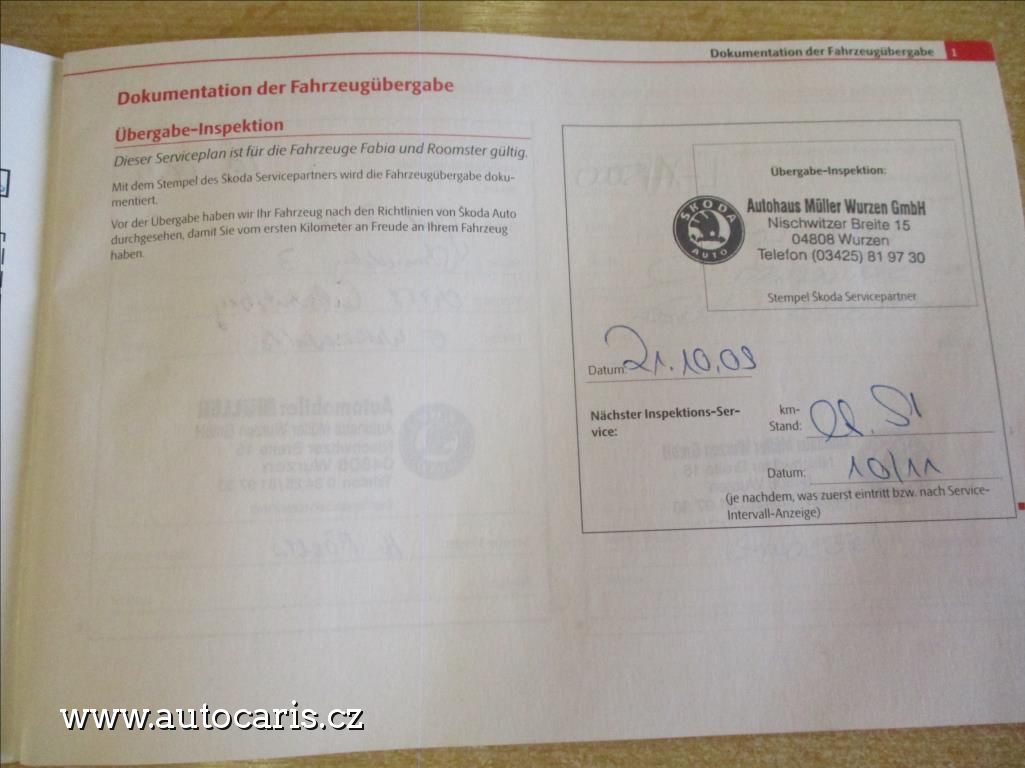 Dokumentation der Fahrzeugübergabe 1
Dokumentation der Fahrzeugübergabe
Übergabe-Inspektion
Dieser Serviceplan ist für die Fahrzeuge Fabia und Roomster gültig.
Mit dem Stempel des Skoda Servicepartners wird die Fahrzeugübergabe doku-
mentiert.
Vor der Übergabe haben wir Ihr Fahrzeug nach den Richtlinien von Škoda Auto
durchgesehen, damit Sie vom ersten Kilometer an Freude an Ihrem Fahrzeug
haben.
Übergabe-Inspektion:
SKODA
AUTO
Autohaus Müller Wurzen GmbH
Nischwitzer Breite 15
04808 Wurzen
Telefon (03425) 81 97 30
Stempel Škoda Servicepartner
Datum: 21.10.09
Nächster Inspektions-Ser-
vice:
km-
Stand:
Datum: 10/11
(je nachdem, was zuerst eintritt bzw. nach Service-
Intervall-Anzeige)
www.autocaris.cz